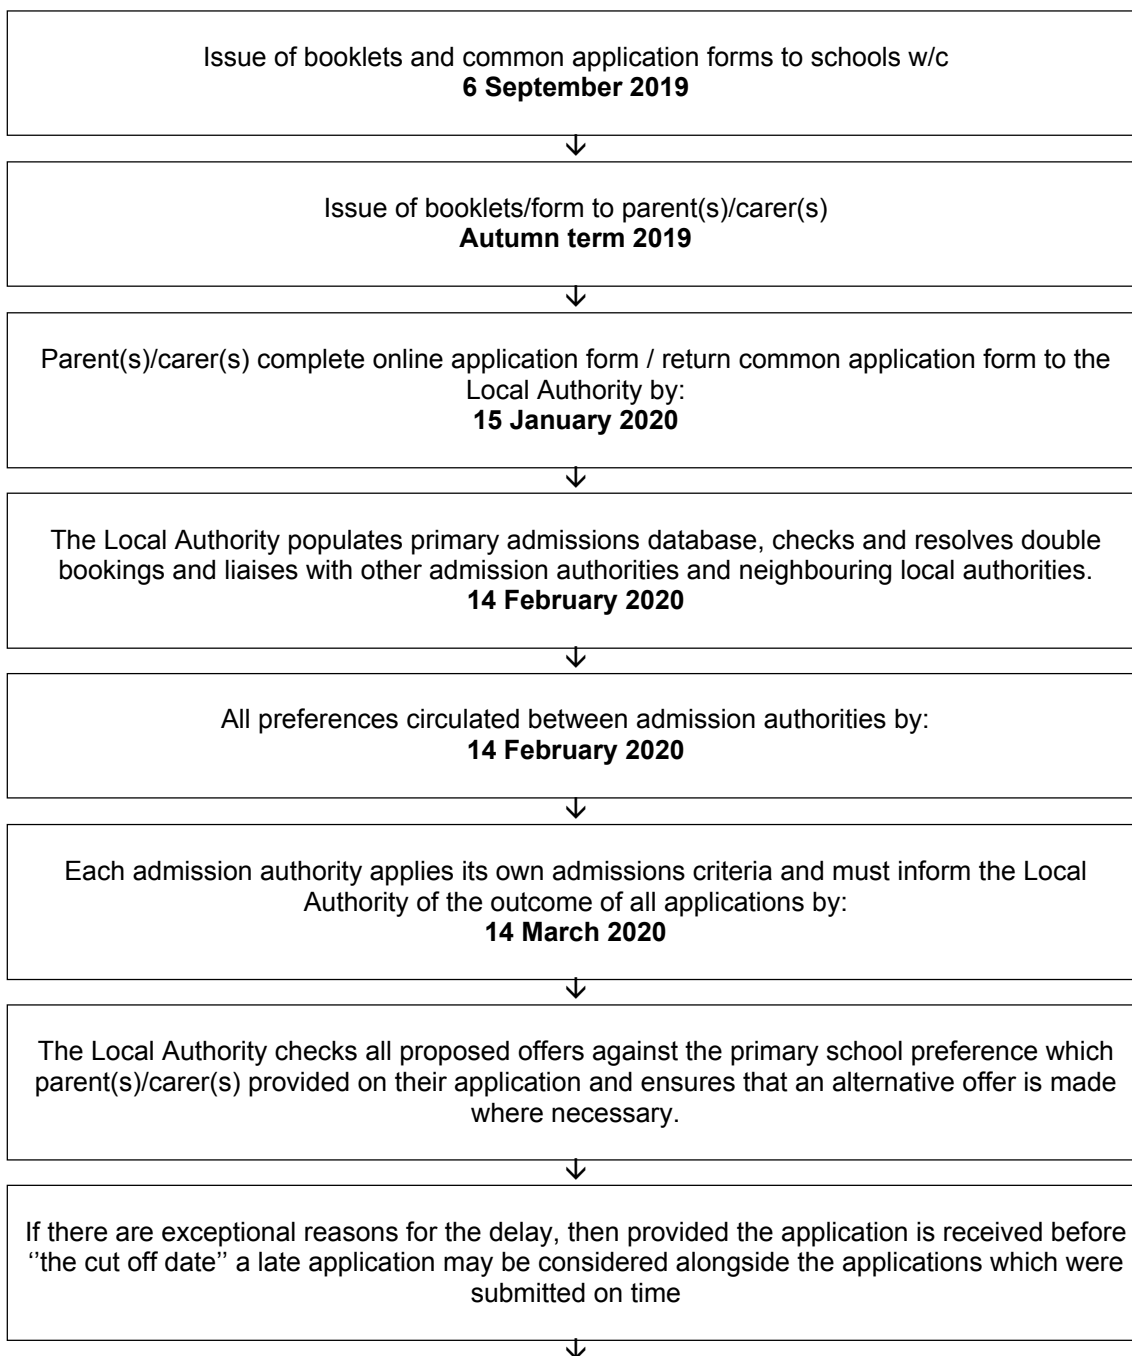 Issue of booklets and common application forms to schools w/c
6 September 2019
Issue of booklets/form to parent(s)/carer(s)
Autumn term 2019
Parent(s)/carer(s) complete online application form / return common application form to the
Local Authority by:
15 January 2020
The Local Authority populates primary admissions database, checks and resolves double
bookings and liaises with other admission authorities and neighbouring local authorities.
14 February 2020
All preferences circulated between admission authorities by:
14 February 2020
Each admission authority applies its own admissions criteria and must inform the Local
Authority of the outcome of all applications by:
14 March 2020
The Local Authority checks all proposed offers against the primary school preference which
parent(s)/carer(s) provided on their application and ensures that an alternative offer is made
where necessary.
If there are exceptional reasons for the delay, then provided the application is received before
‘’the cut off date’’ a late application may be considered alongside the applications which were
submitted on time